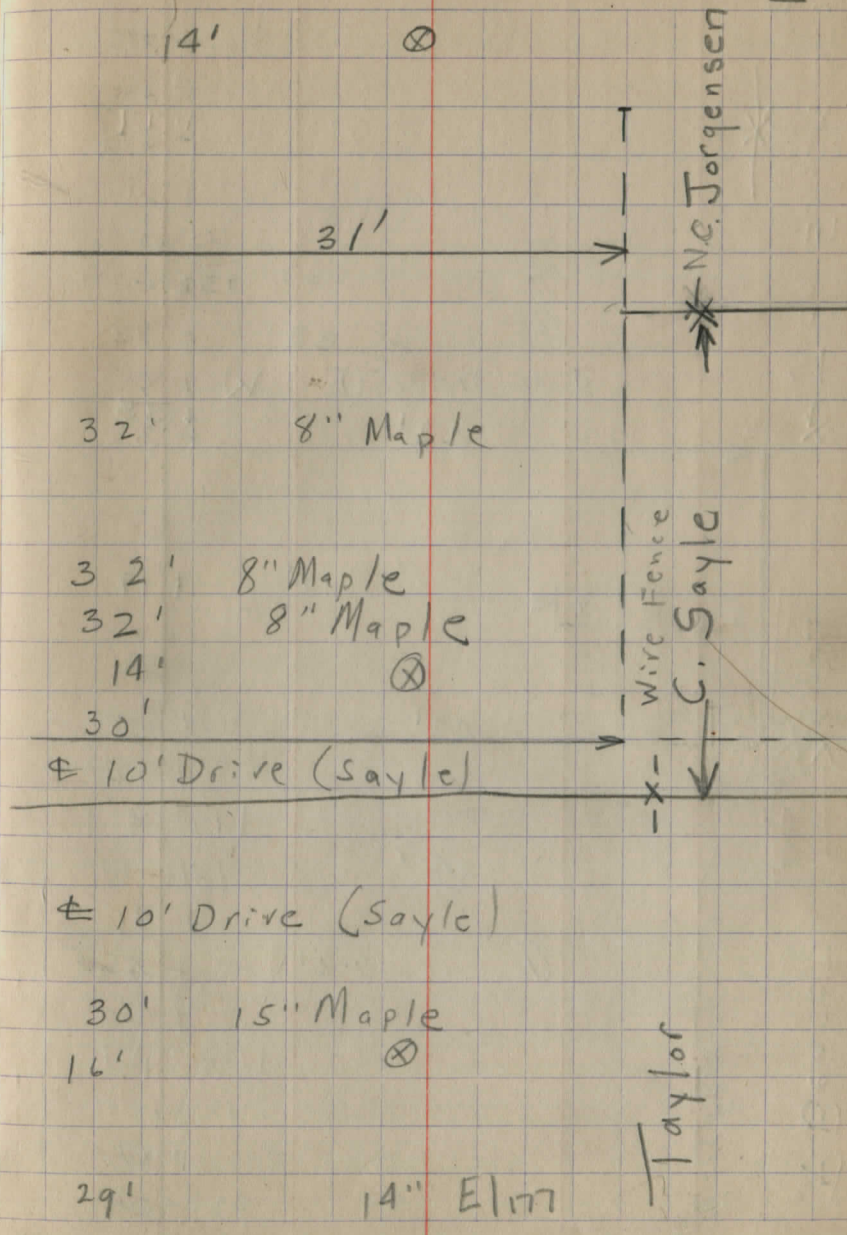 14' ⊗
N.C. Jorgensen
31'
32' 8" Maple
32' 8" Maple
32' 8" Maple
14' ⊗
30'
Wire Fence
C. Sayle
℄ 10' Drive (Sayle)
℄ 10' Drive (Sayle)
30' 15" Maple
16' ⊗
Taylor
29' 14" Elm